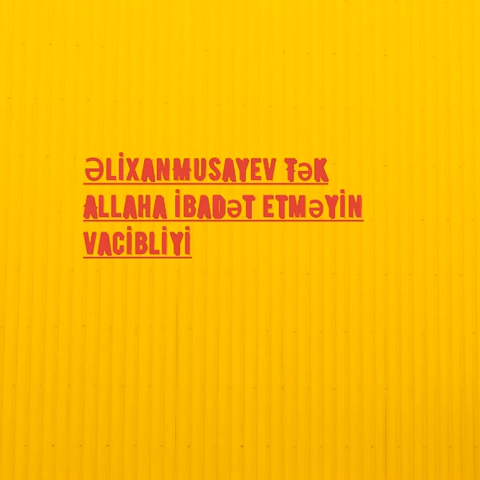 ƏLİXANMUSAYEV TƏK
ALLAHA İBADƏT ETMƏYİN
VACİBLİYİ